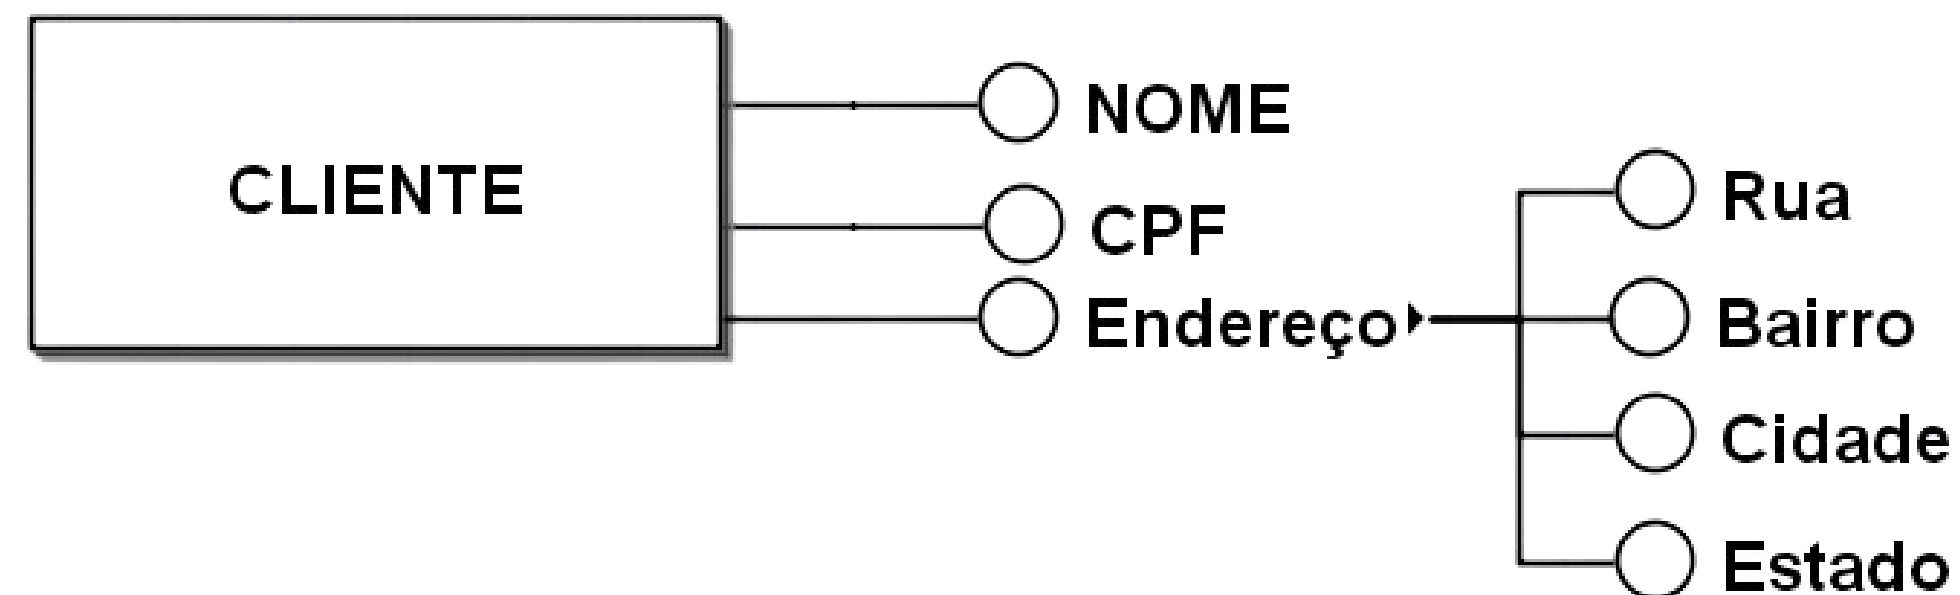 CLIENTE
NOME
CPF
Endereço
Rua
Bairro
Cidade
Estado